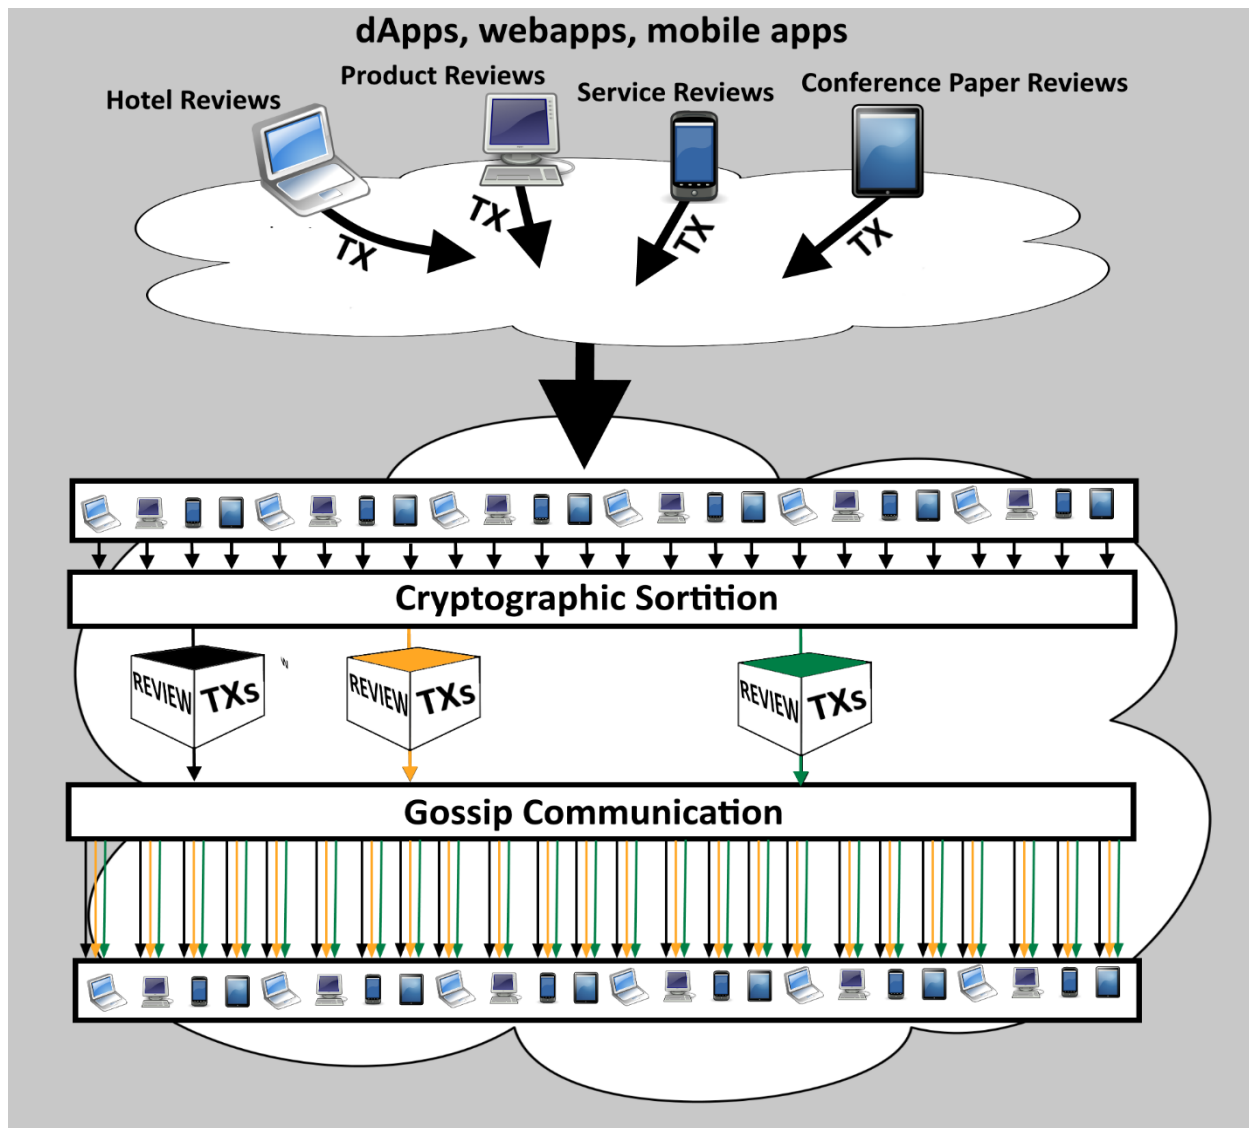 dApps, webapps, mobile apps
Hotel Reviews
Product Reviews
Service Reviews
Conference Paper Reviews
TX
TX
TX
TX
Cryptographic Sortition
REVIEW TXs
REVIEW TXs
REVIEW TXs
Gossip Communication